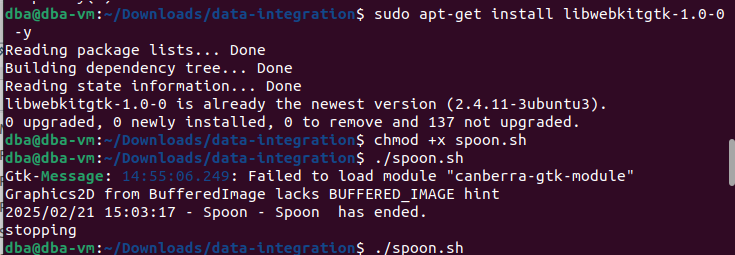 dba@dba-vm:~/Downloads/data-integration$ sudo apt-get install libwebkitgtk-1.0-0
-y
Reading package lists... Done
Building dependency tree... Done
Reading state information... Done
libwebkitgtk-1.0-0 is already the newest version (2.4.11-3ubuntu3).
0 upgraded, 0 newly installed, 0 to remove and 137 not upgraded.
dba@dba-vm:~/Downloads/data-integration$ chmod +x spoon.sh
dba@dba-vm:~/Downloads/data-integration$ ./spoon.sh
Gtk-Message: 14:55:06.249: Failed to load module "canberra-gtk-module"
Graphics2D from BufferedImage lacks BUFFERED_IMAGE hint
2025/02/21 15:03:17 - Spoon - Spoon  has ended.
stopping
dba@dba-vm:~/Downloads/data-integration$ ./spoon.sh